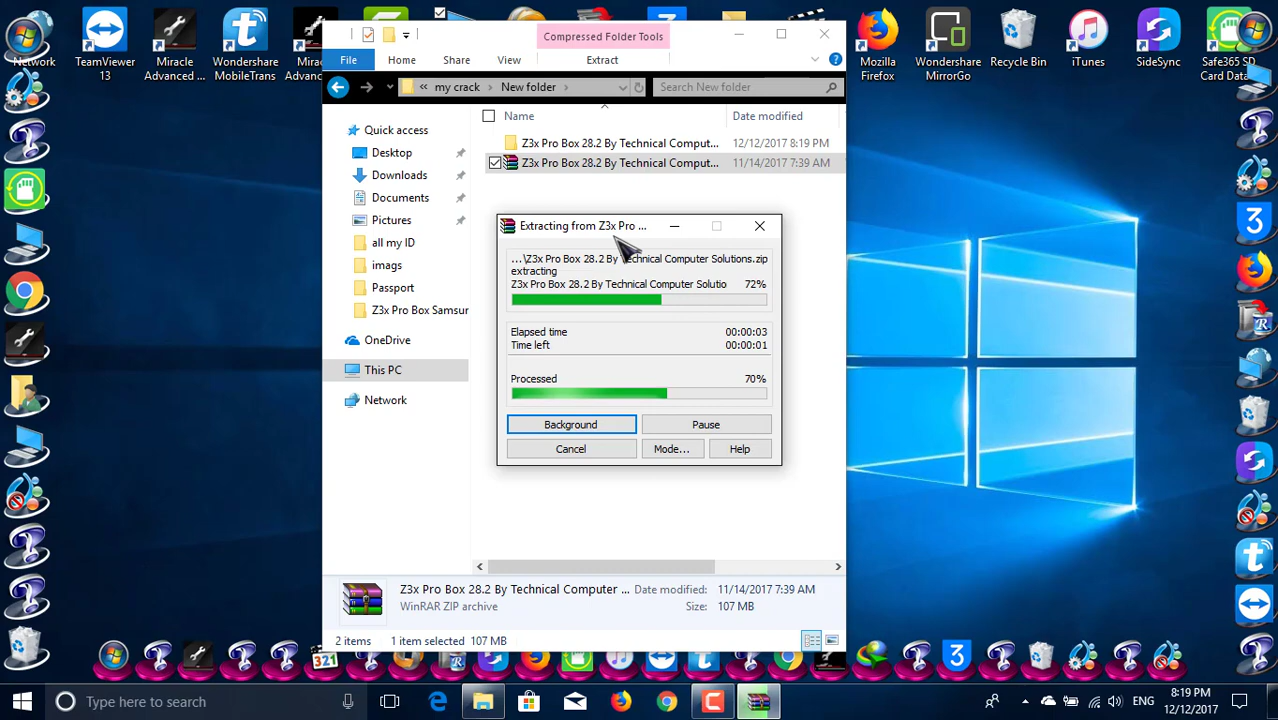 Network
TeamViewer
13
Miracle
Advanced ...
Wondershare
MobileTrans
Miracle
Advanced
Compressed Folder Tools
File
Home
Share
View
Extract
« my crack > New folder >
Search New folder
Name
Date modified
Z3x Pro Box 28.2 By Technical Comput... 12/12/2017 8:19 PM
Z3x Pro Box 28.2 By Technical Comput... 11/14/2017 7:39 AM
Quick access
Desktop
Downloads
Documents
Pictures
all my ID
imags
Passport
Z3x Pro Box Samsur
OneDrive
This PC
Network
Extracting from Z3x Pro ...
...\Z3x Pro Box 28.2 By Technical Computer Solutions.zip
extracting
Z3x Pro Box 28.2 By Technical Computer Solutio 72%
Elapsed time 00:00:03
Time left 00:00:01
Processed 70%
Background
Pause
Cancel
Mode...
Help
Z3x Pro Box 28.2 By Technical Computer ... Date modified: 11/14/2017 7:39 AM
WinRAR ZIP archive Size: 107 MB
2 items 1 item selected 107 MB
Mozilla
Firefox
Wondershare
MirrorGo
Recycle Bin
iTunes
SideSync
Safe365 SD
Card Data
321
3
Type here to search
ENG
8:19 PM
12/12/2017